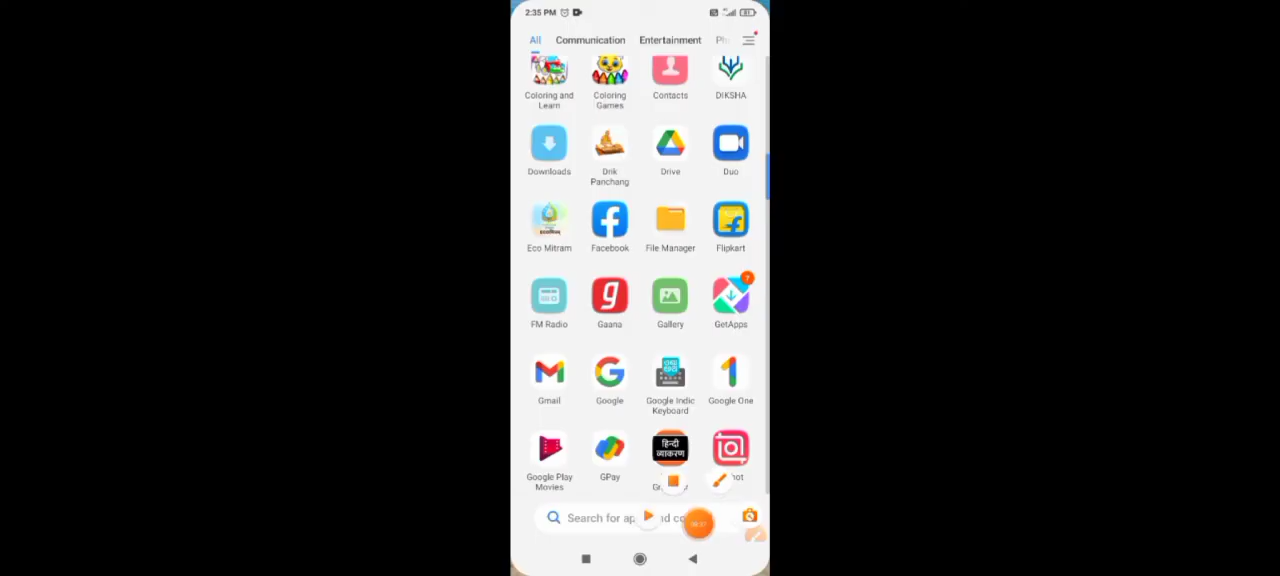 2:35 PM
All Communication Entertainment Ph
Coloring and Learn
Coloring Games
Contacts
DIKSHA
Downloads
Drik Panchang
Drive
Duo
Eco Mitram
Facebook
File Manager
Flipkart
FM Radio
Gaana
Gallery
GetApps
7
Gmail
Google
Google Indic Keyboard
Google One
Google Play Movies
GPay
हिन्दी
व्याकरण
Search for ap